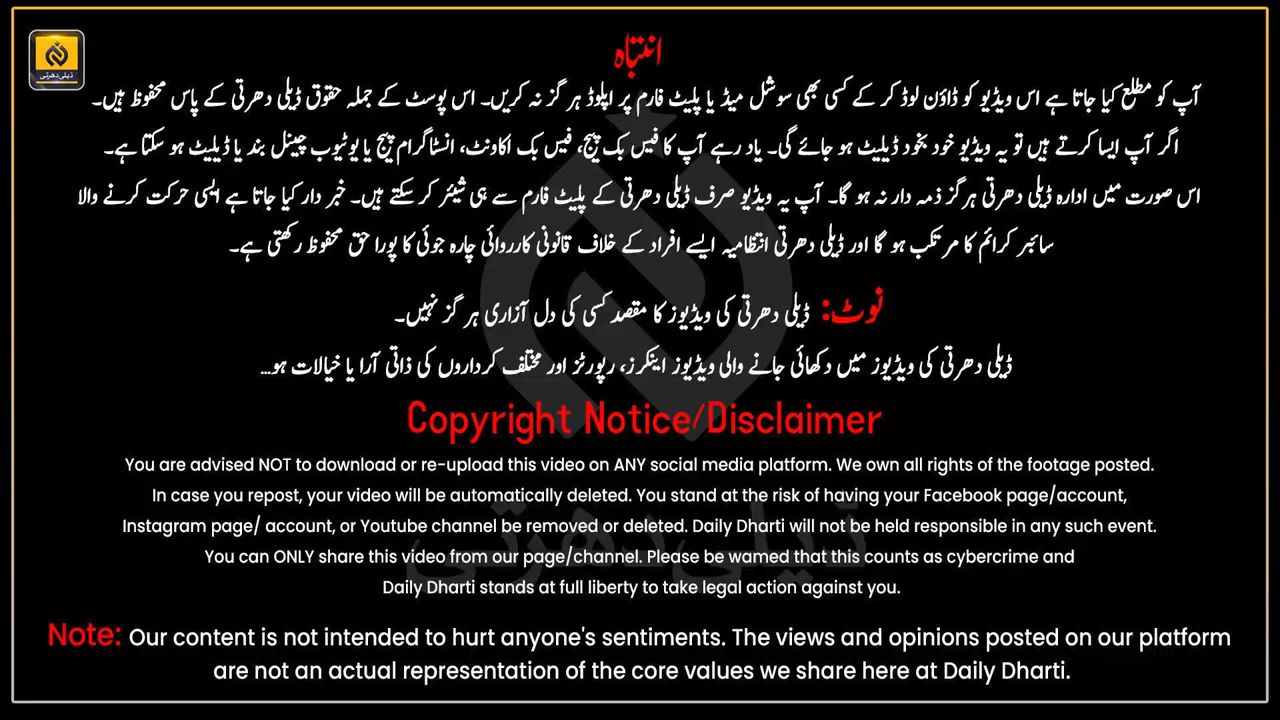 ڈیلی دھرتی
انتباہ
آپ کو مطلع کیا جاتا ہے اس ویڈیو کو ڈاؤن لوڈ کر کے کسی بھی سوشل میڈیا پلیٹ فارم پر اپلوڈ ہر گز نہ کریں۔ اس پوسٹ کے جملہ حقوق ڈیلی دھرتی کے پاس محفوظ ہیں۔
اگر آپ ایسا کرتے ہیں تو یہ ویڈیو خود بخود ڈیلیٹ ہو جائے گی۔ یاد رہے آپ کا فیس بک پیج، فیس بک اکاونٹ، انسٹاگرام پیج یا یوٹیوب چینل بند یا ڈیلیٹ ہو سکتا ہے۔
اس صورت میں ادارہ ڈیلی دھرتی ہرگز ذمہ دار نہ ہو گا۔ آپ یہ ویڈیو صرف ڈیلی دھرتی کے پلیٹ فارم سے ہی شیئر کر سکتے ہیں۔ خبر دار کیا جاتا ہے ایسی حرکت کرنے والا
سائبر کرائم کا مرتکب ہو گا اور ڈیلی دھرتی انتظامیہ ایسے افراد کے خلاف قانونی کارروائی چارہ جوئی کا پورا حق محفوظ رکھتی ہے۔
نوٹ: ڈیلی دھرتی کی ویڈیوز کا مقصد کسی کی دل آزاری ہر گز نہیں۔
ڈیلی دھرتی کی ویڈیوز میں دکھائی جانے والی ویڈیوز اینکرز، رپورٹز اور مختلف کرداروں کی ذاتی آرا یا خیالات ہو...
Copyright Notice/Disclaimer
You are advised NOT to download or re-upload this video on ANY social media platform. We own all rights of the footage posted.
In case you repost, your video will be automatically deleted. You stand at the risk of having your Facebook page/account,
Instagram page/ account, or Youtube channel be removed or deleted. Daily Dharti will not be held responsible in any such event.
You can ONLY share this video from our page/channel. Please be wamed that this counts as cybercrime and
Daily Dharti stands at full liberty to take legal action against you.
ڈیلی دھرتی
Note: Our content is not intended to hurt anyone's sentiments. The views and opinions posted on our platform
are not an actual representation of the core values we share here at Daily Dharti.